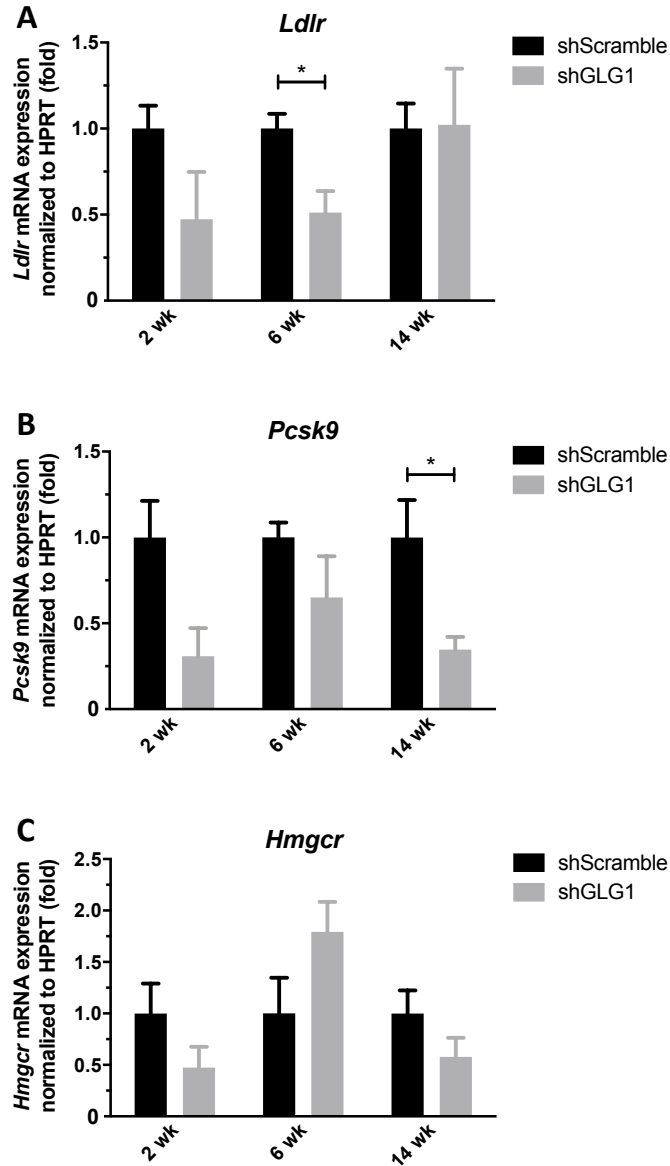 A
Ldlr
Ldlr mRNA expression
normalized to HPRT (fold)
1.5
1.0
0.5
0
*
2 wk
6 wk
14 wk
shScramble
shGLG1
B
Pcsk9
Pcsk9 mRNA expression
normalized to HPRT (fold)
1.5
1.0
0.5
0
*
2 wk
6 wk
14 wk
shScramble
shGLG1
C
Hmgcr
Hmgcr mRNA expression
normalized to HPRT (fold)
2.5
2.0
1.5
1.0
0.5
0
2 wk
6 wk
14 wk
shScramble
shGLG1